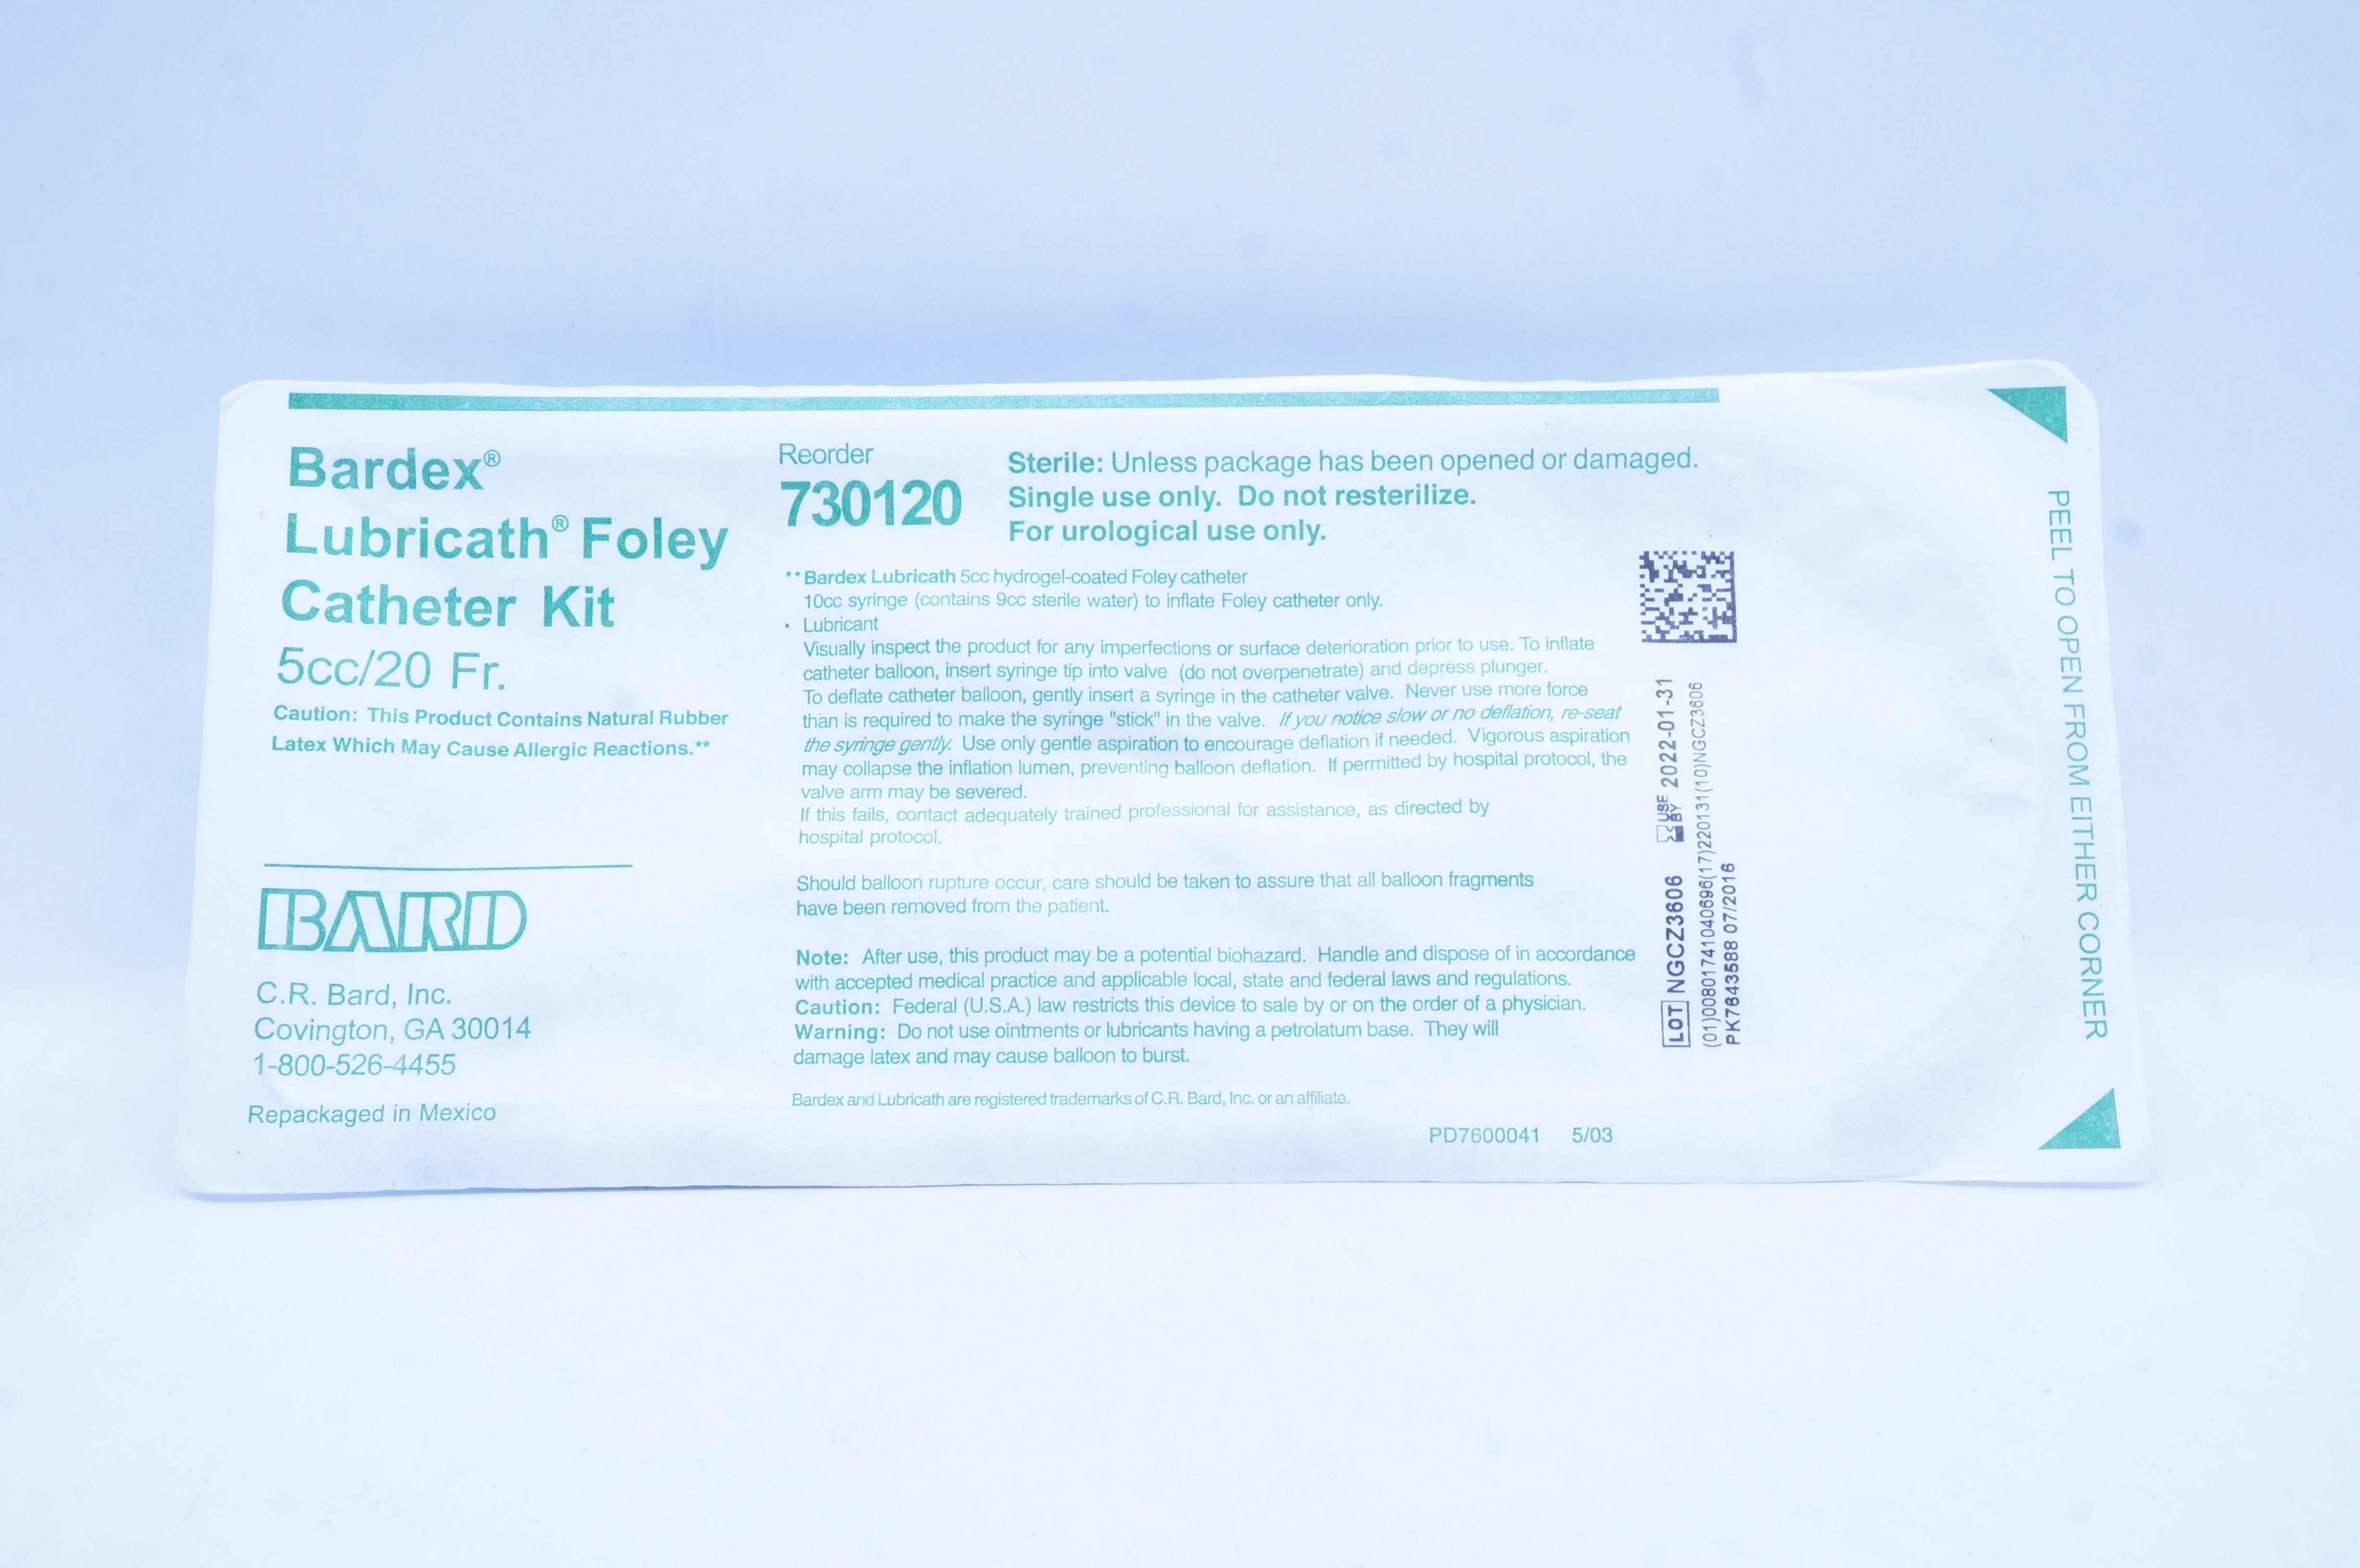 Bardex®
Lubricath® Foley
Catheter Kit
5cc/20 Fr.
Caution: This Product Contains Natural Rubber
Latex Which May Cause Allergic Reactions.**
BARD
C.R. Bard, Inc.
Covington, GA 30014
1-800-526-4455
Repackaged in Mexico
Reorder
730120
Sterile: Unless package has been opened or damaged.
Single use only. Do not resterilize.
For urological use only.
**Bardex Lubricath 5cc hydrogel-coated Foley catheter
10cc syringe (contains 9cc sterile water) to inflate Foley catheter only.
• Lubricant
Visually inspect the product for any imperfections or surface deterioration prior to use. To inflate
catheter balloon, insert syringe tip into valve (do not overpenetrate) and depress plunger.
To deflate catheter balloon, gently insert a syringe in the catheter valve. Never use more force
than is required to make the syringe "stick" in the valve. If you notice slow or no deflation, re-seat
the syringe gently. Use only gentle aspiration to encourage deflation if needed. Vigorous aspiration
may collapse the inflation lumen, preventing balloon deflation. If permitted by hospital protocol, the
valve arm may be severed.
If this fails, contact adequately trained professional for assistance, as directed by
hospital protocol.
Should balloon rupture occur, care should be taken to assure that all balloon fragments
have been removed from the patient.
Note: After use, this product may be a potential biohazard. Handle and dispose of in accordance
with accepted medical practice and applicable local, state and federal laws and regulations.
Caution: Federal (U.S.A.) law restricts this device to sale by or on the order of a physician.
Warning: Do not use ointments or lubricants having a petrolatum base. They will
damage latex and may cause balloon to burst.
Bardex and Lubricath are registered trademarks of C.R. Bard, Inc. or an affiliate.
PD7600041 5/03
LOT NGCZ3606 USE BY 2022-01-31
(01)00801741040696(17)220131(10)NGCZ3606
PK7643588 07/2016
PEEL TO OPEN FROM EITHER CORNER